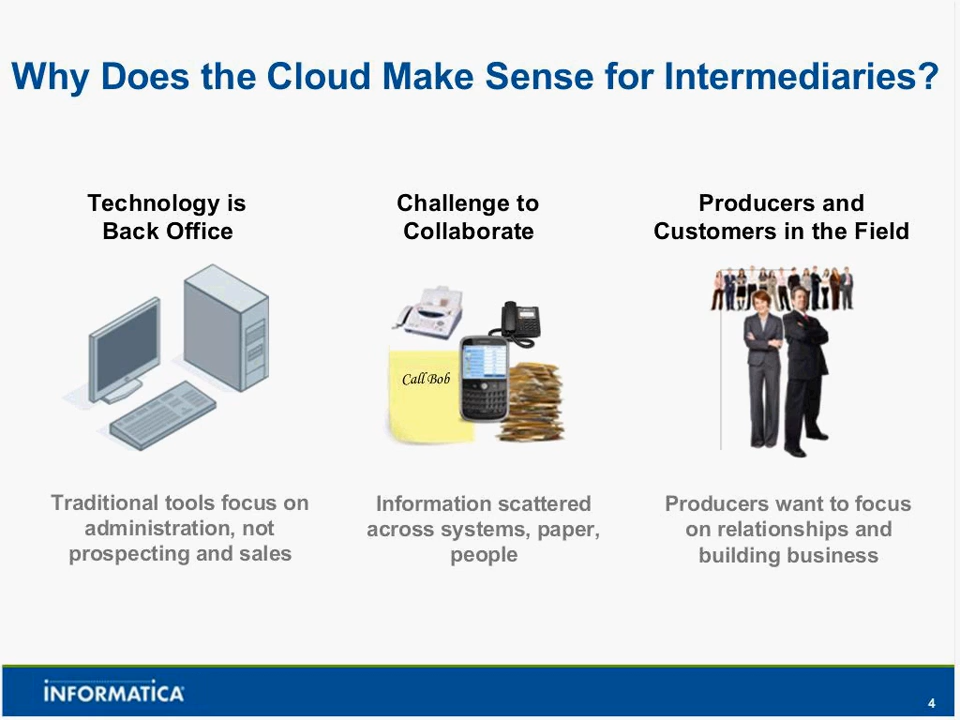 Why Does the Cloud Make Sense for Intermediaries?
Technology is
Back Office
Challenge to
Collaborate
Producers and
Customers in the Field
Call Bob
Traditional tools focus on
administration, not
prospecting and sales
Information scattered
across systems, paper,
people
Producers want to focus
on relationships and
building business
INFORMATICA
4